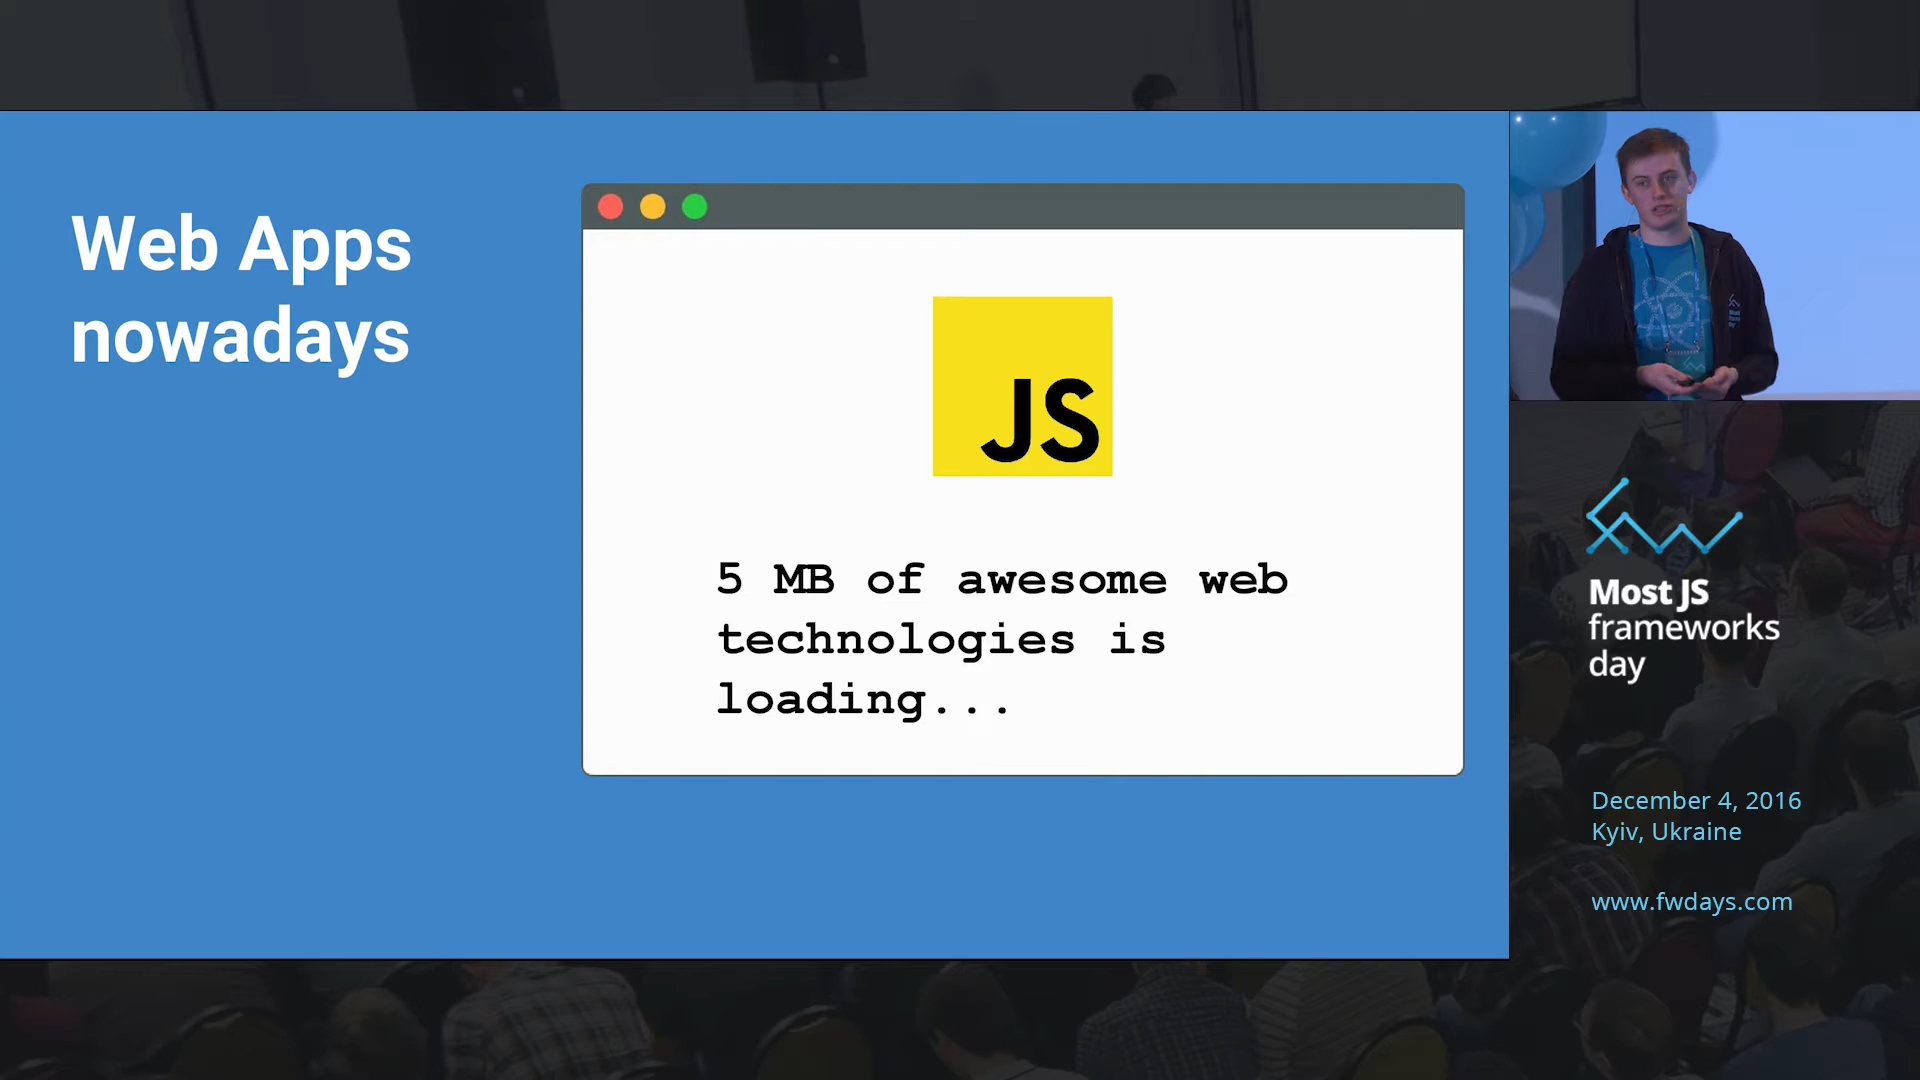 Web Apps
nowadays
JS
5 MB of awesome web
technologies is
loading...
Most JS
frameworks
day
December 4, 2016
Kyiv, Ukraine
www.fwdays.com